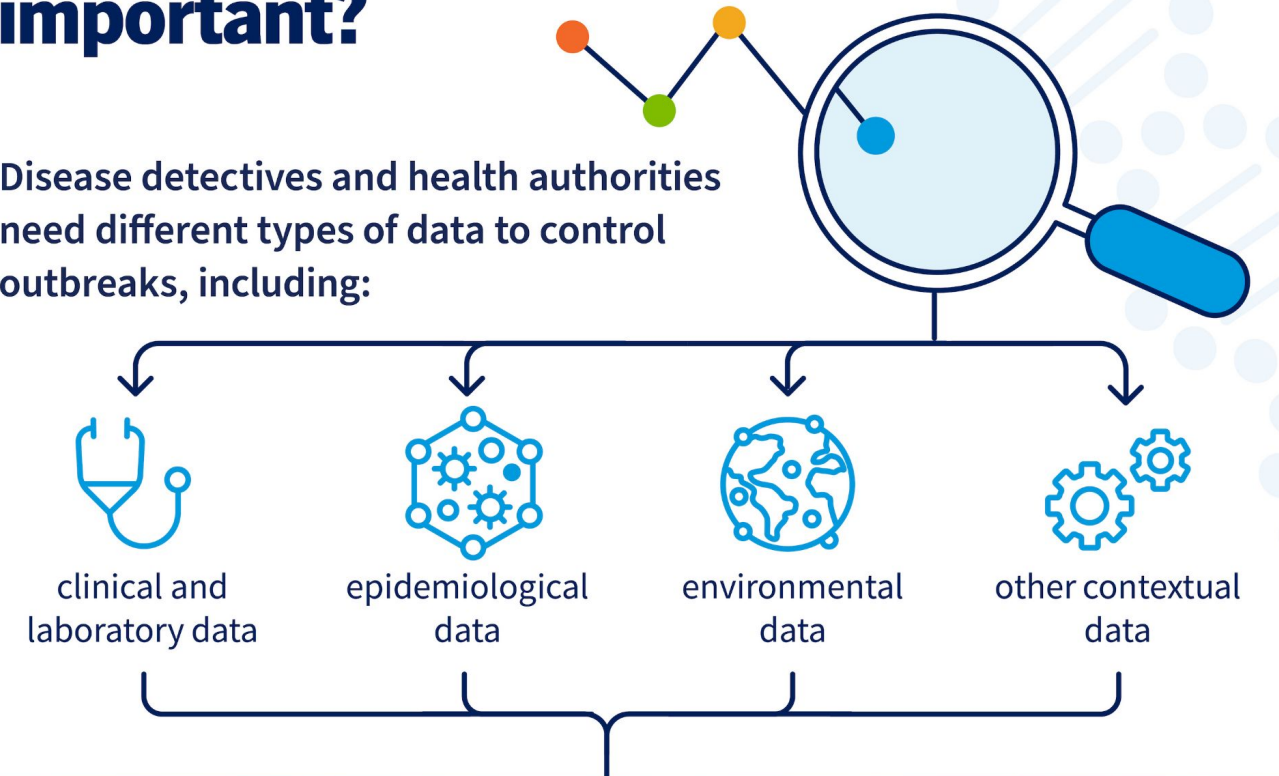 important?
Disease detectives and health authorities
need different types of data to control
outbreaks, including:
clinical and
laboratory data
epidemiological
data
environmental
data
other contextual
data